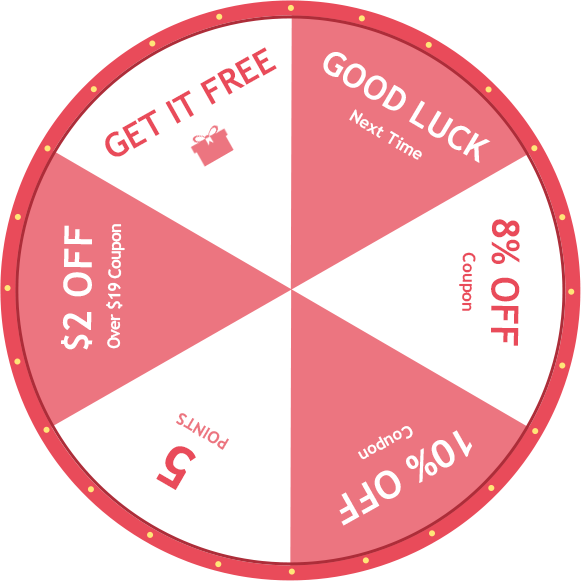 GET IT FREE
GOOD LUCK
Next Time
8% OFF
Coupon
10% OFF
Coupon
5
POINTS
$2 OFF
Over $19 Coupon